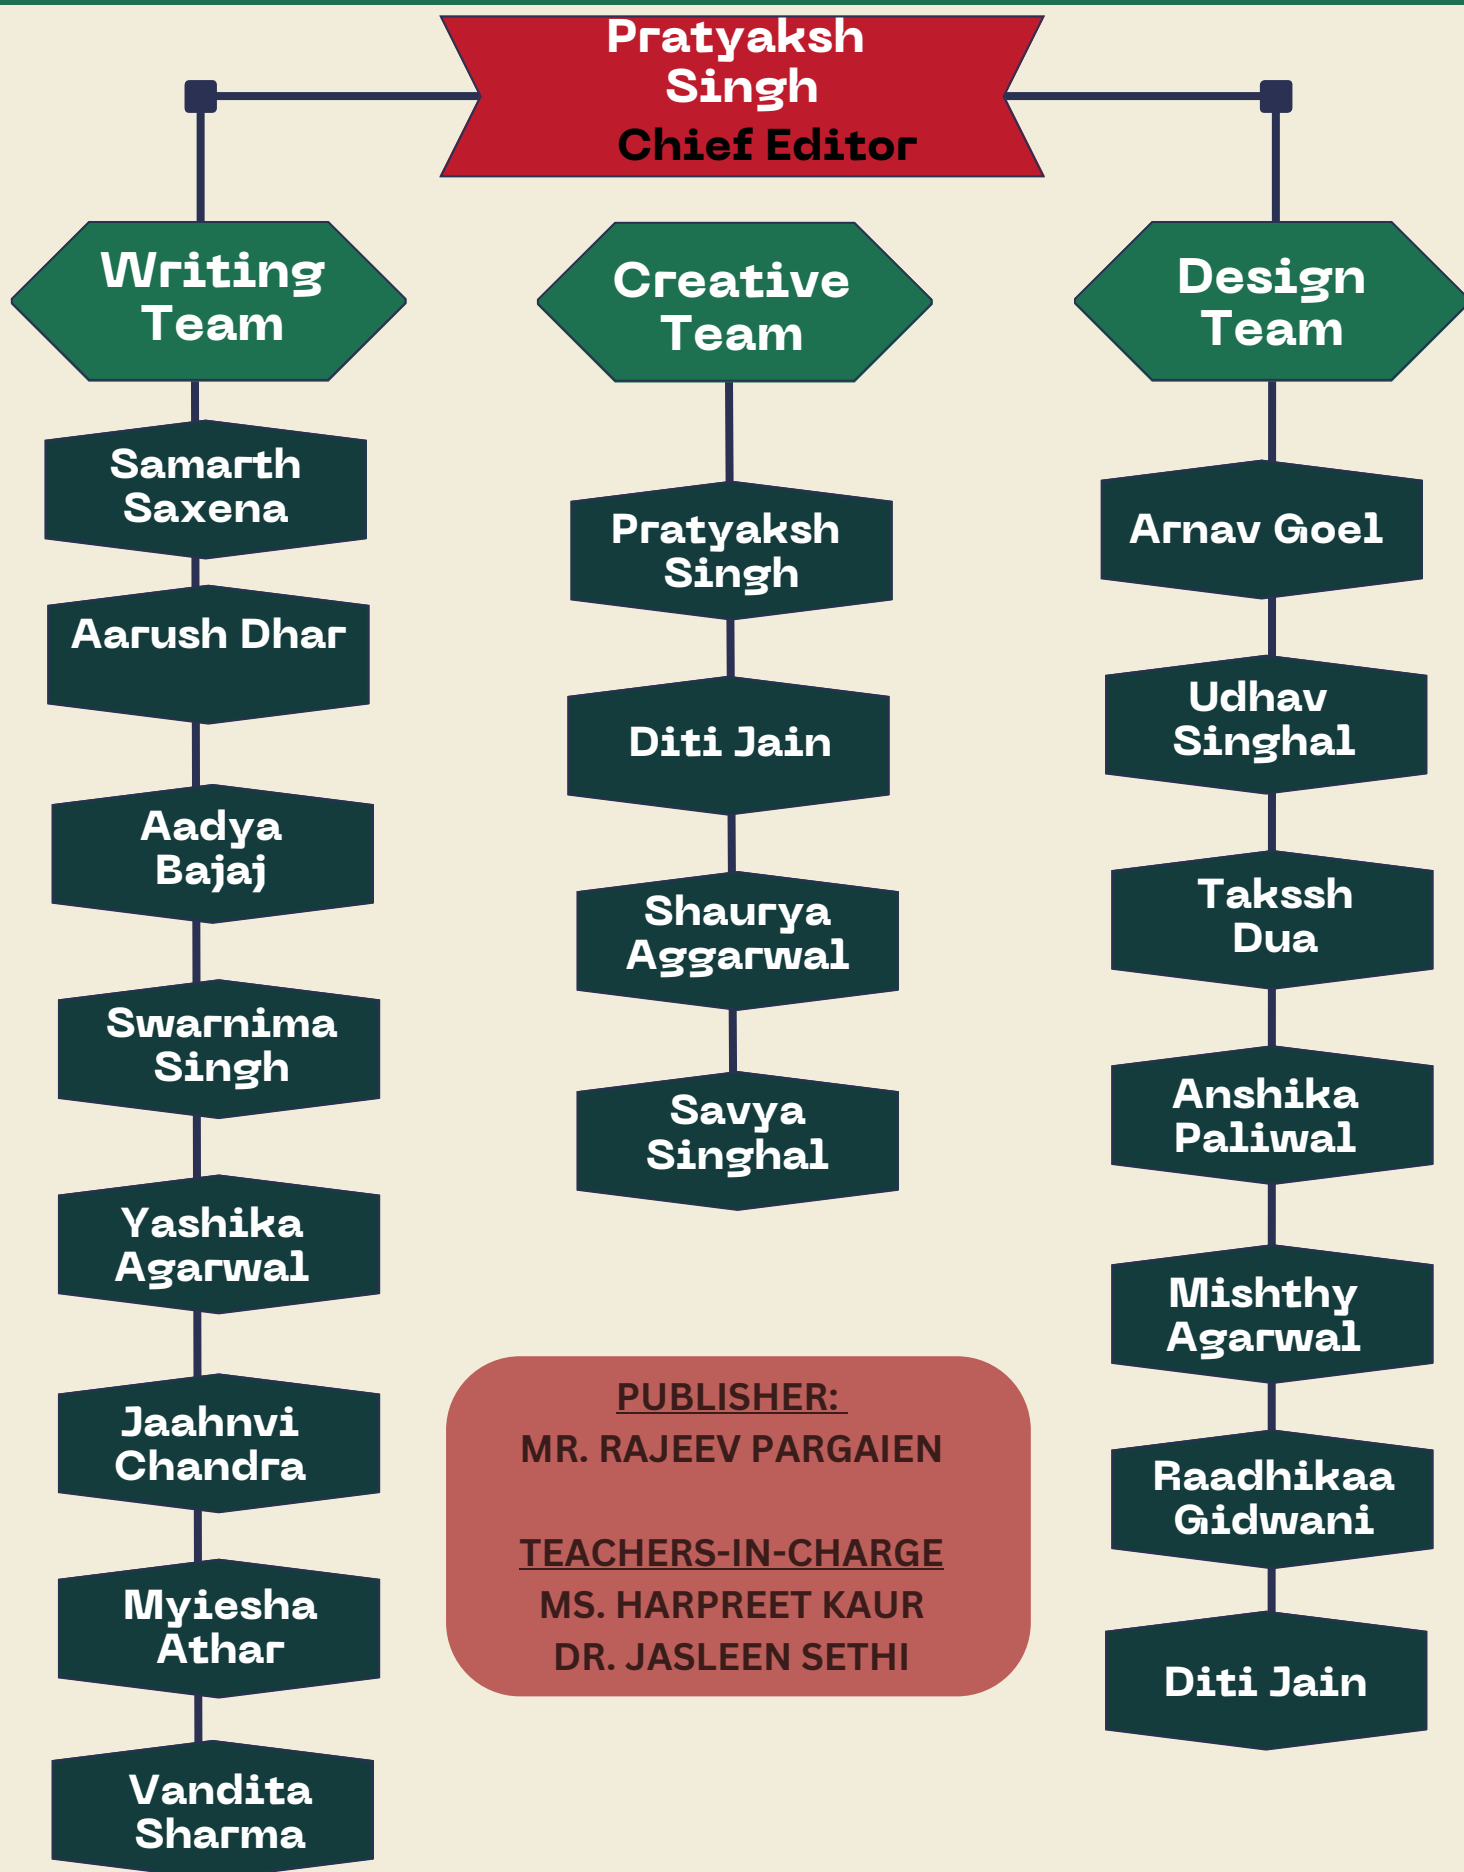 Pratyaksh
Singh
Chief Editor
Writing
Team
Samarth
Saxena
Aarush Dhar
Aadya
Bajaj
Swarnima
Singh
Yashika
Agarwal
Jaahnvi
Chandra
Myiesha
Athar
Vandita
Sharma
Creative
Team
Pratyaksh
Singh
Diti Jain
Shaurya
Aggarwal
Savya
Singhal
PUBLISHER:
MR. RAJEEV PARGAIEN
TEACHERS-IN-CHARGE
MS. HARPREET KAUR
DR. JASLEEN SETHI
Design
Team
Arnav Goel
Udhav
Singhal
Takssh
Dua
Anshika
Paliwal
Mishthy
Agarwal
Raadhikaa
Gidwani
Diti Jain